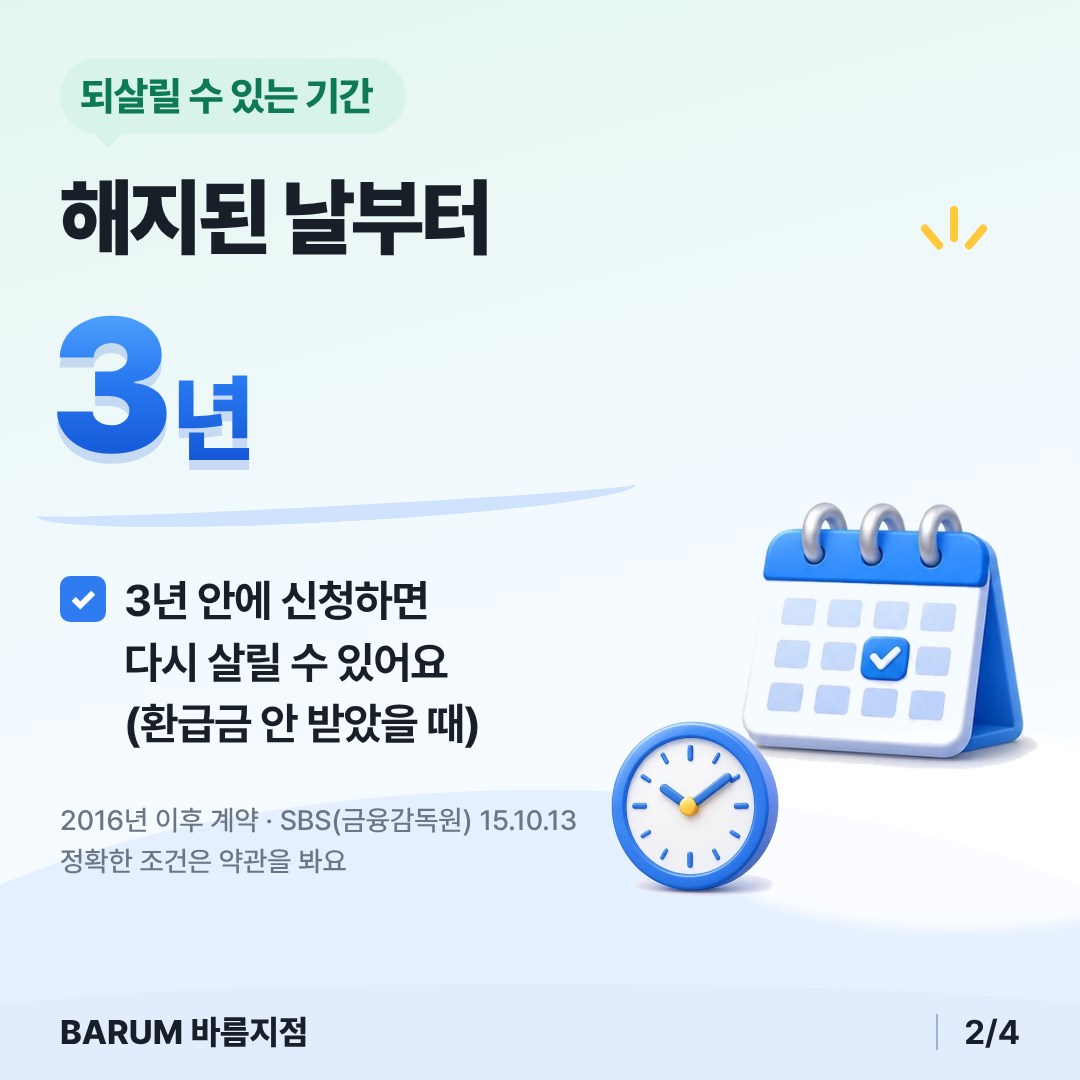 되살릴 수 있는 기간
해지된 날부터
3년
3년 안에 신청하면
다시 살릴 수 있어요
(환급금 안 받았을 때)
2016년 이후 계약 · SBS(금융감독원) 15.10.13
정확한 조건은 약관을 봐요
BARUM 바름지점
2/4